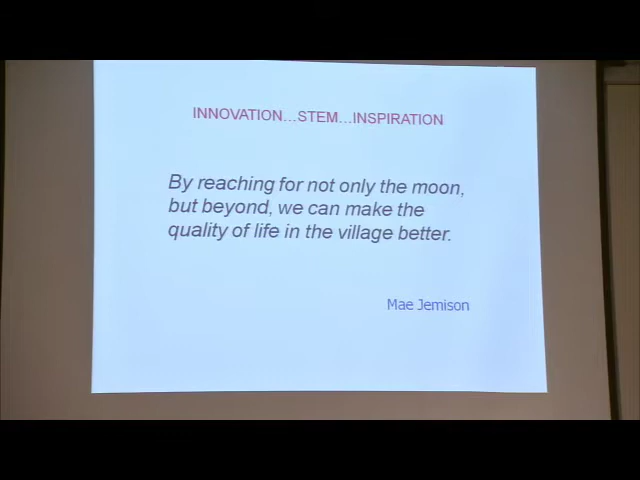 INNOVATION...STEM...INSPIRATION
By reaching for not only the moon,
but beyond, we can make the
quality of life in the village better.
Mae Jemison